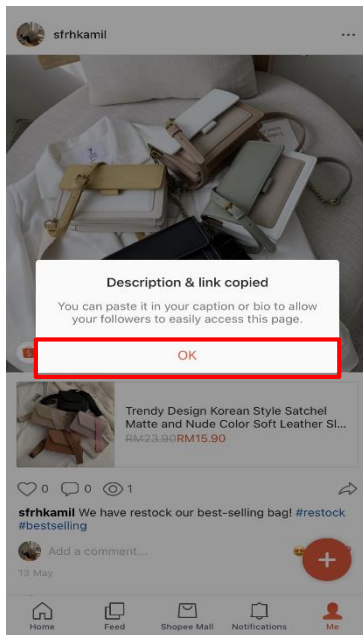 sfrhkamil
Description & link copied
You can paste it in your caption or bio to allow
your followers to easily access this page.
OK
Trendy Design Korean Style Satchel
Matte and Nude Color Soft Leather Sl...
RM23.90RM15.90
0 0 1
sfrhkamil We have restock our best-selling bag! #restock
#bestselling
Add a comment...
13 May
Home Feed Shopee Mall Notifications Me